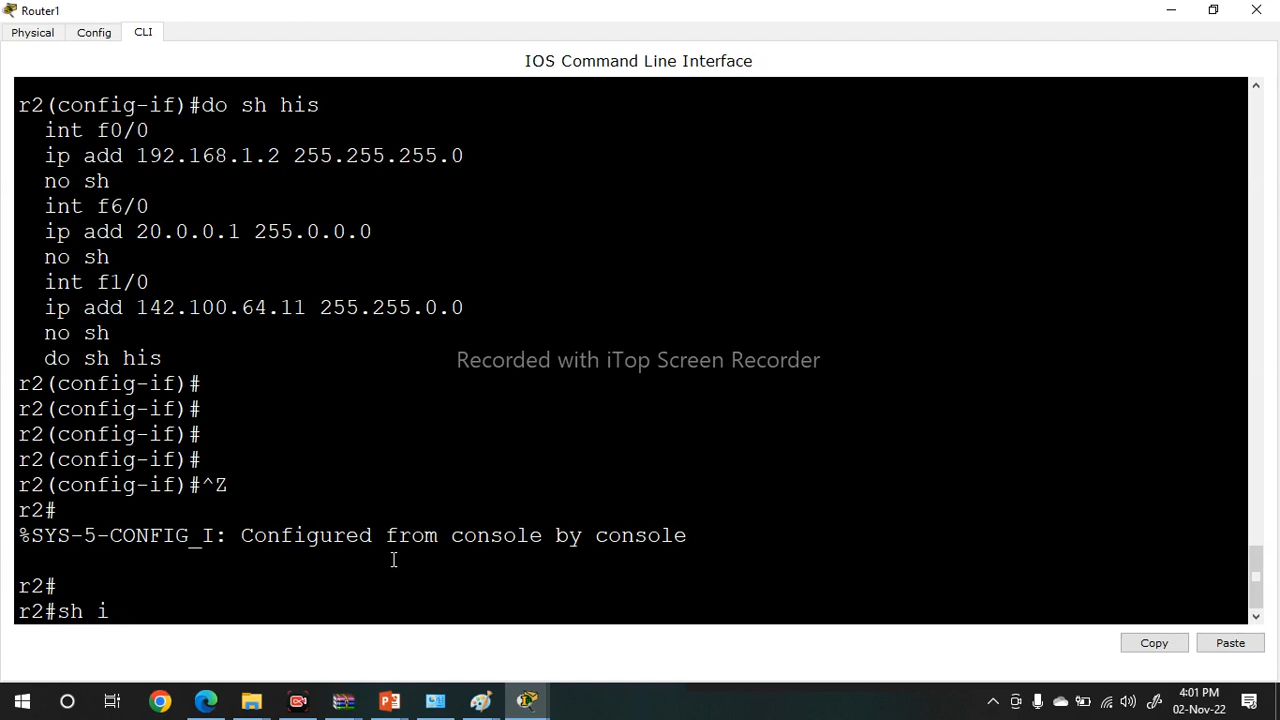 Router1
Physical Config CLI
IOS Command Line Interface
r2(config-if)#do sh his
int f0/0
ip add 192.168.1.2 255.255.255.0
no sh
int f6/0
ip add 20.0.0.1 255.0.0.0
no sh
int f1/0
ip add 142.100.64.11 255.255.0.0
no sh
do sh his
Recorded with iTop Screen Recorder
r2(config-if)#
r2(config-if)#
r2(config-if)#
r2(config-if)#
r2(config-if)#^Z
r2#
%SYS-5-CONFIG_I: Configured from console by console
r2#
r2#sh i
Copy Paste
4:01 PM
02-Nov-22